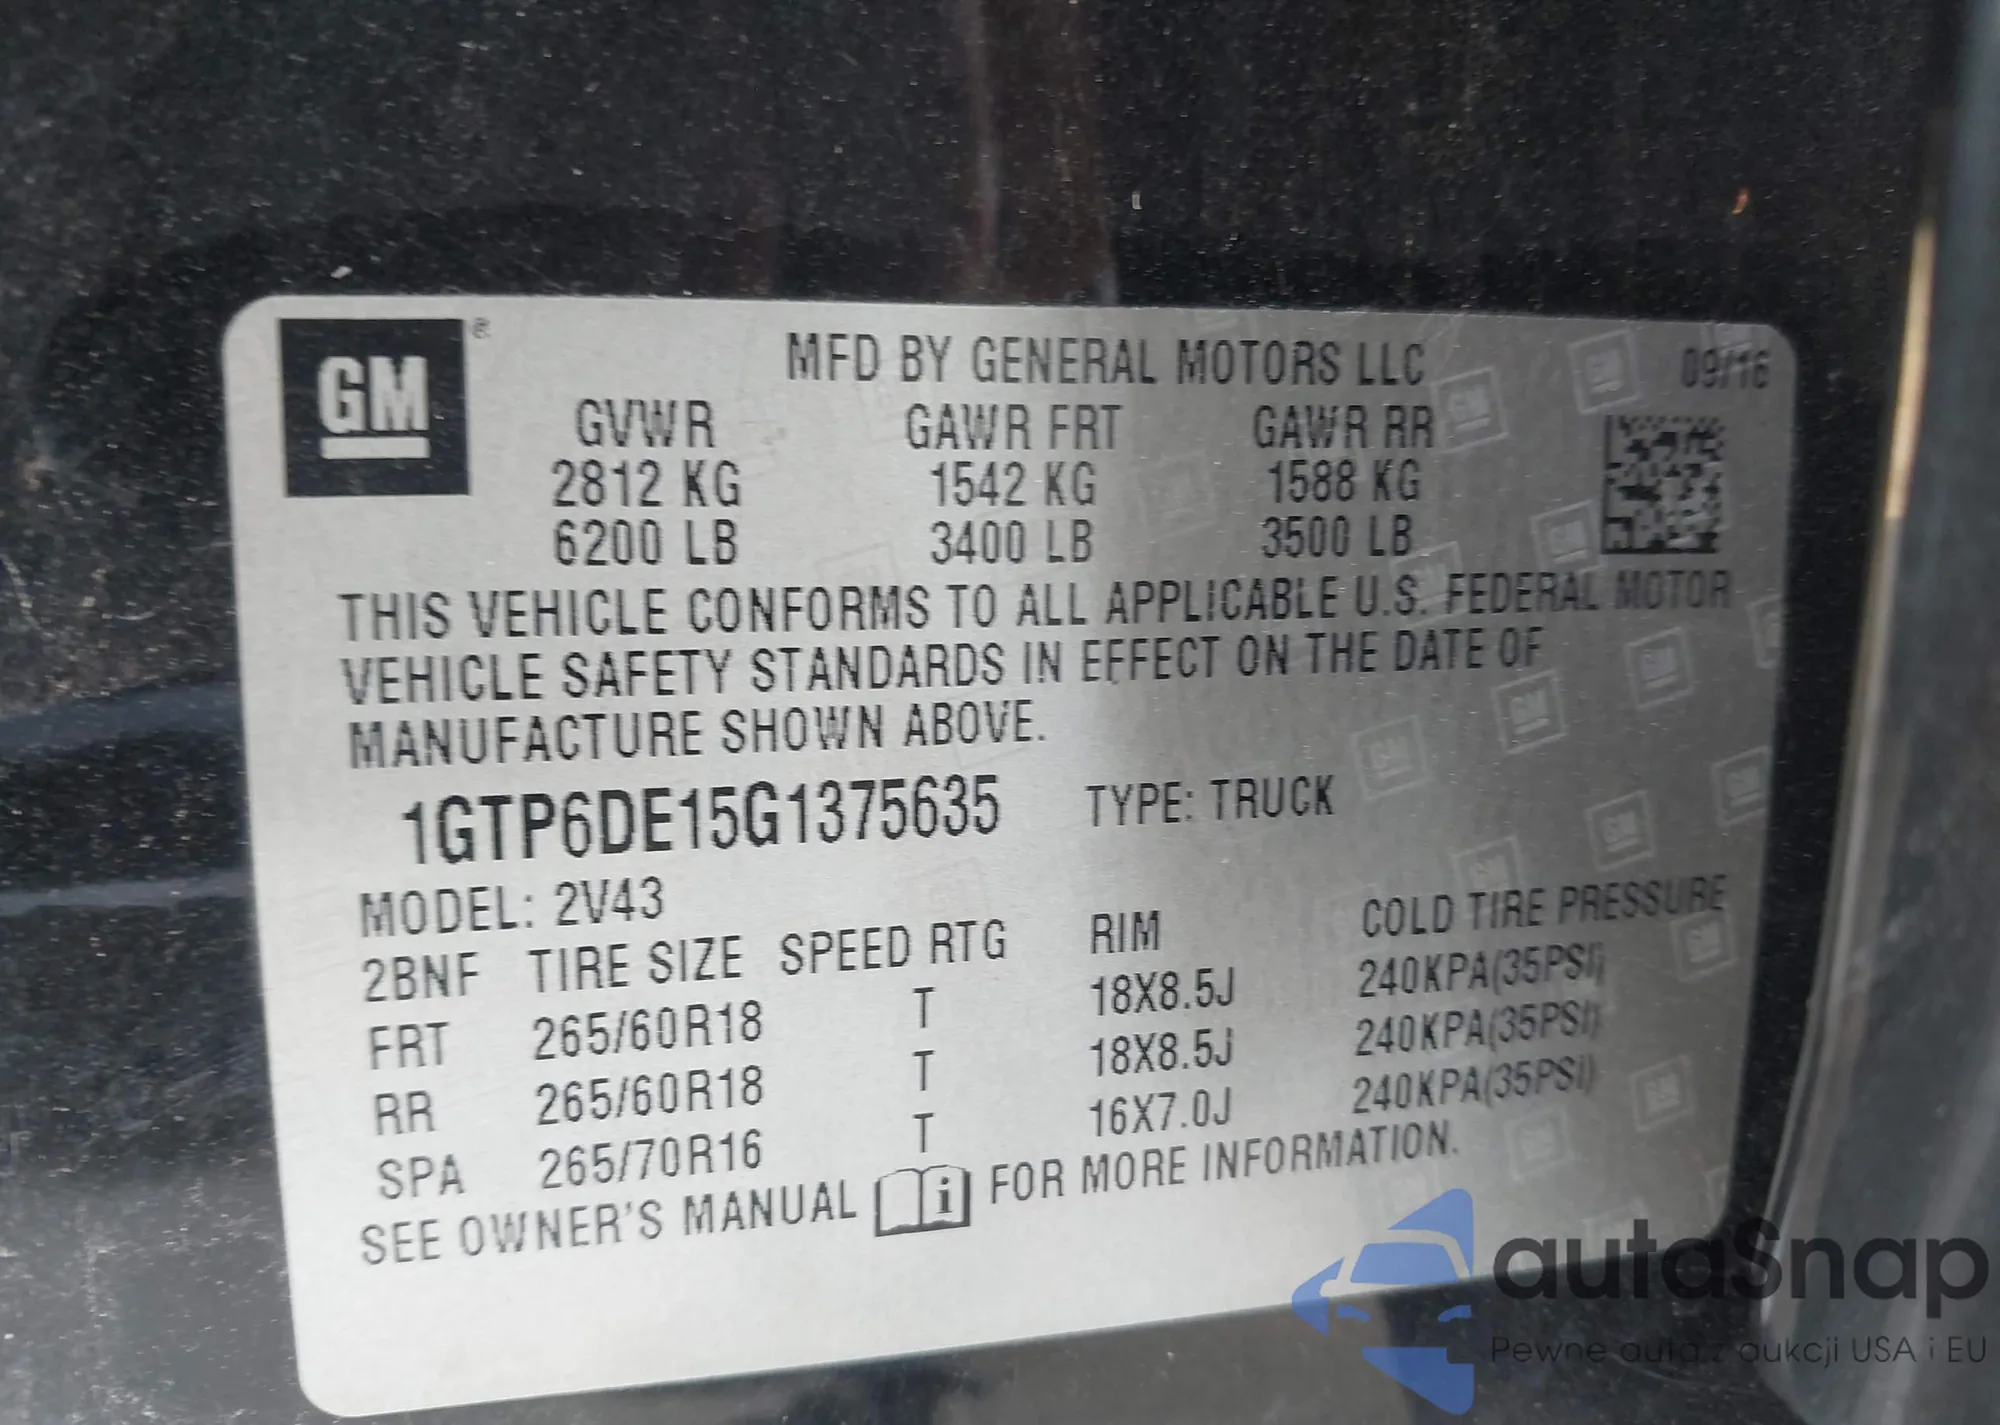 GM ®
MFD BY GENERAL MOTORS LLC 09/16
GVWR GAWR FRT GAWR RR
2812 KG 1542 KG 1588 KG
6200 LB 3400 LB 3500 LB
THIS VEHICLE CONFORMS TO ALL APPLICABLE U.S. FEDERAL MOTOR
VEHICLE SAFETY STANDARDS IN EFFECT ON THE DATE OF
MANUFACTURE SHOWN ABOVE.
1GTP6DE15G1375635 TYPE: TRUCK
MODEL: 2V43
2BNF TIRE SIZE SPEED RTG RIM COLD TIRE PRESSURE
FRT 265/60R18 T 18X8.5J 240KPA(35PSI)
RR 265/60R18 T 18X8.5J 240KPA(35PSI)
SPA 265/70R16 T 16X7.0J 240KPA(35PSI)
SEE OWNER'S MANUAL i FOR MORE INFORMATION.
autaSnap
Pewne auta z aukcji USA i EU